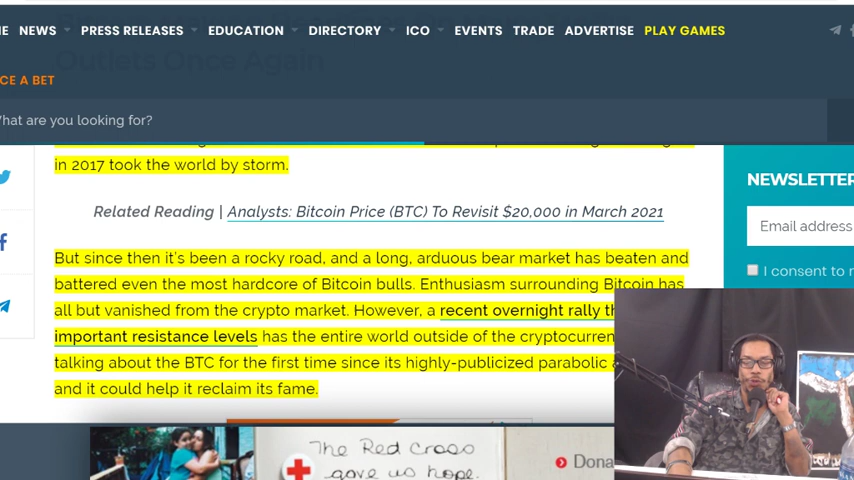 NEWS PRESS RELEASES EDUCATION DIRECTORY ICO EVENTS TRADE ADVERTISE PLAY GAMES
Outlets Once Again
CE A BET
hat are you looking for?
in 2017 took the world by storm.
NEWSLETTER
Related Reading | Analysts: Bitcoin Price (BTC) To Revisit $20,000 in March 2021
Email address
But since then it's been a rocky road, and a long, arduous bear market has beaten and
I consent to
battered even the most hardcore of Bitcoin bulls. Enthusiasm surrounding Bitcoin has
all but vanished from the crypto market. However, a recent overnight rally th
important resistance levels has the entire world outside of the cryptocurren
talking about the BTC for the first time since its highly-publicized parabolic
and it could help it reclaim its fame.
The Red Cross
gave us hope.
Dona